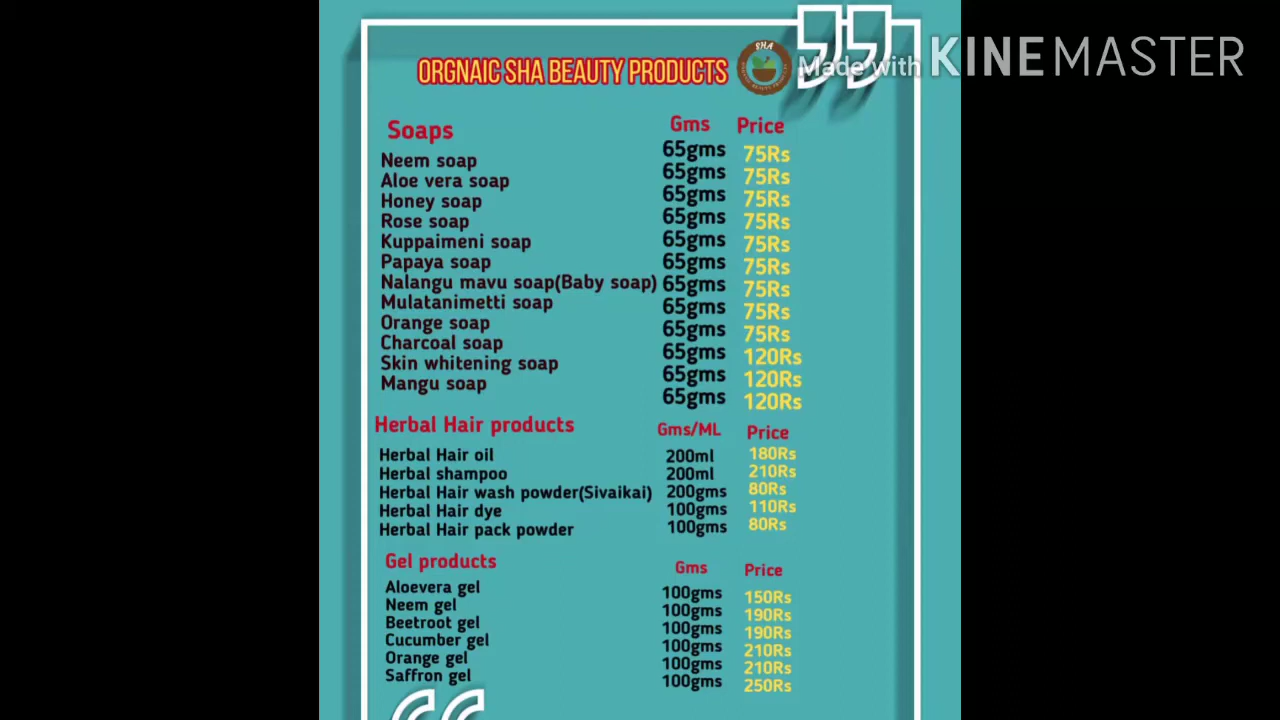 ORGNAIC SHA BEAUTY PRODUCTS SHA
Made with KINEMASTER
Soaps Gms Price
Neem soap 65gms 75Rs
Aloe vera soap 65gms 75Rs
Honey soap 65gms 75Rs
Rose soap 65gms 75Rs
Kuppaimeni soap 65gms 75Rs
Papaya soap 65gms 75Rs
Nalangu mavu soap(Baby soap) 65gms 75Rs
Mulatanimetti soap 65gms 75Rs
Orange soap 65gms 75Rs
Charcoal soap 65gms 120Rs
Skin whitening soap 65gms 120Rs
Mangu soap 65gms 120Rs
Herbal Hair products Gms/ML Price
Herbal Hair oil 200ml 180Rs
Herbal shampoo 200ml 210Rs
Herbal Hair wash powder(Sivaikai) 200gms 80Rs
Herbal Hair dye 100gms 110Rs
Herbal Hair pack powder 100gms 80Rs
Gel products Gms Price
Aloevera gel 100gms 150Rs
Neem gel 100gms 190Rs
Beetroot gel 100gms 190Rs
Cucumber gel 100gms 210Rs
Orange gel 100gms 210Rs
Saffron gel 100gms 250Rs